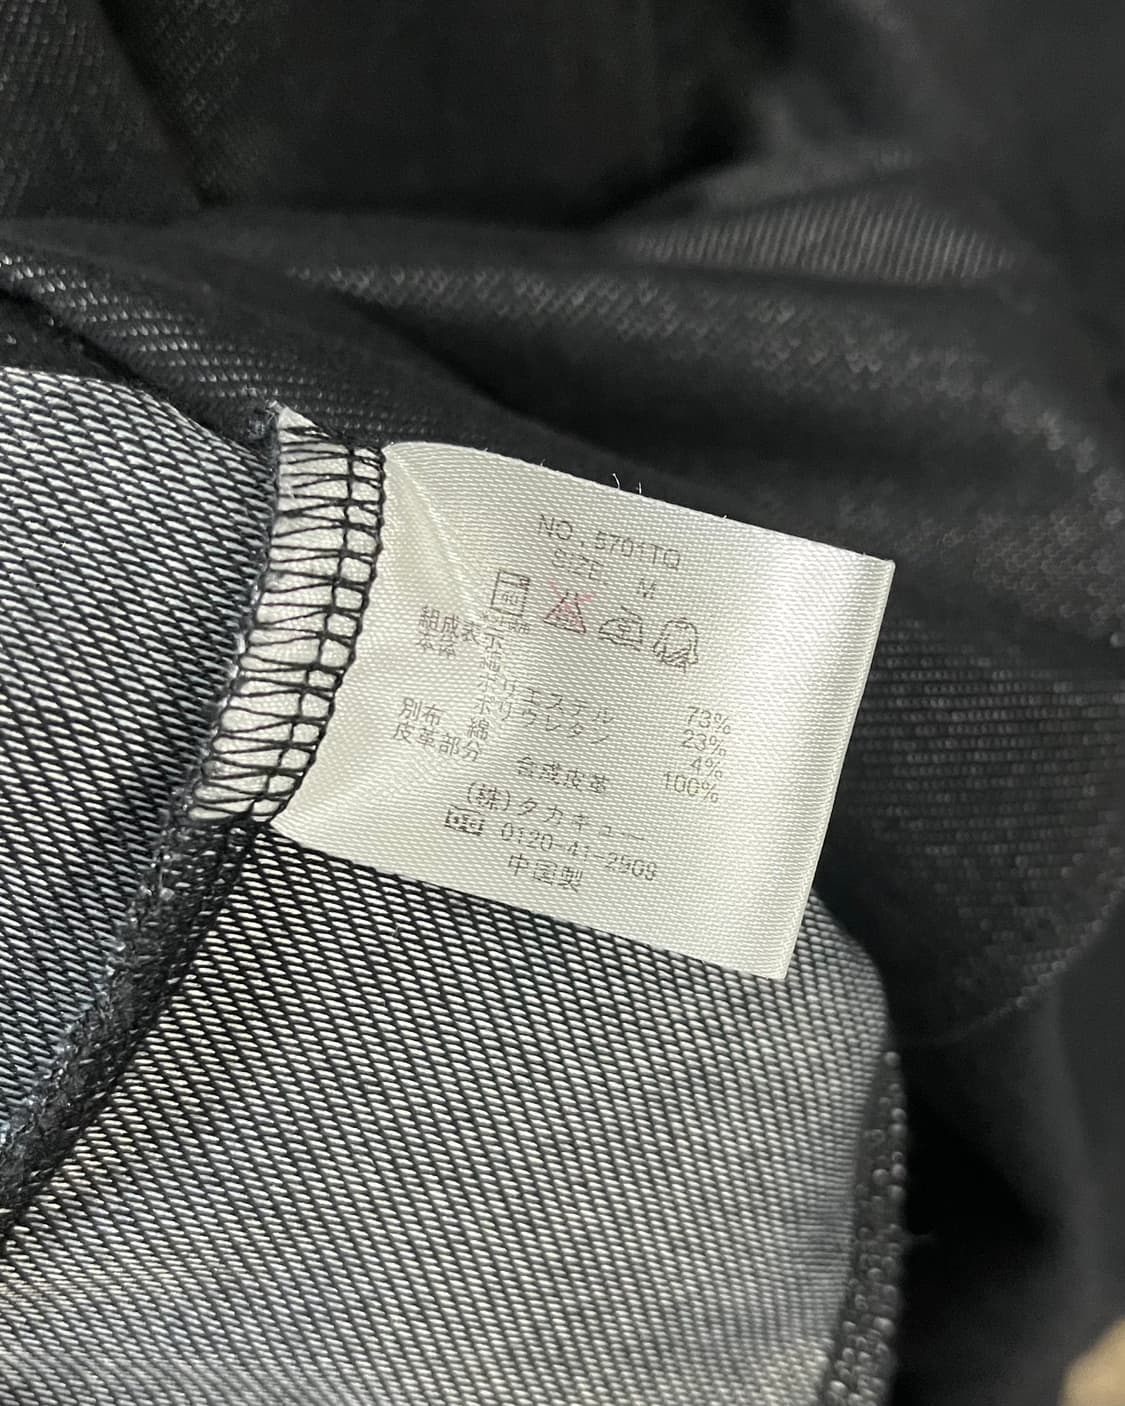 NO. 5701TQ
SIZE. M
組成表示
本体 綿 73%
ポリエステル 23%
ポリウレタン 4%
別布 綿 100%
皮革部分 合成皮革
(株)タカキュー
0120-41-2909
中国製